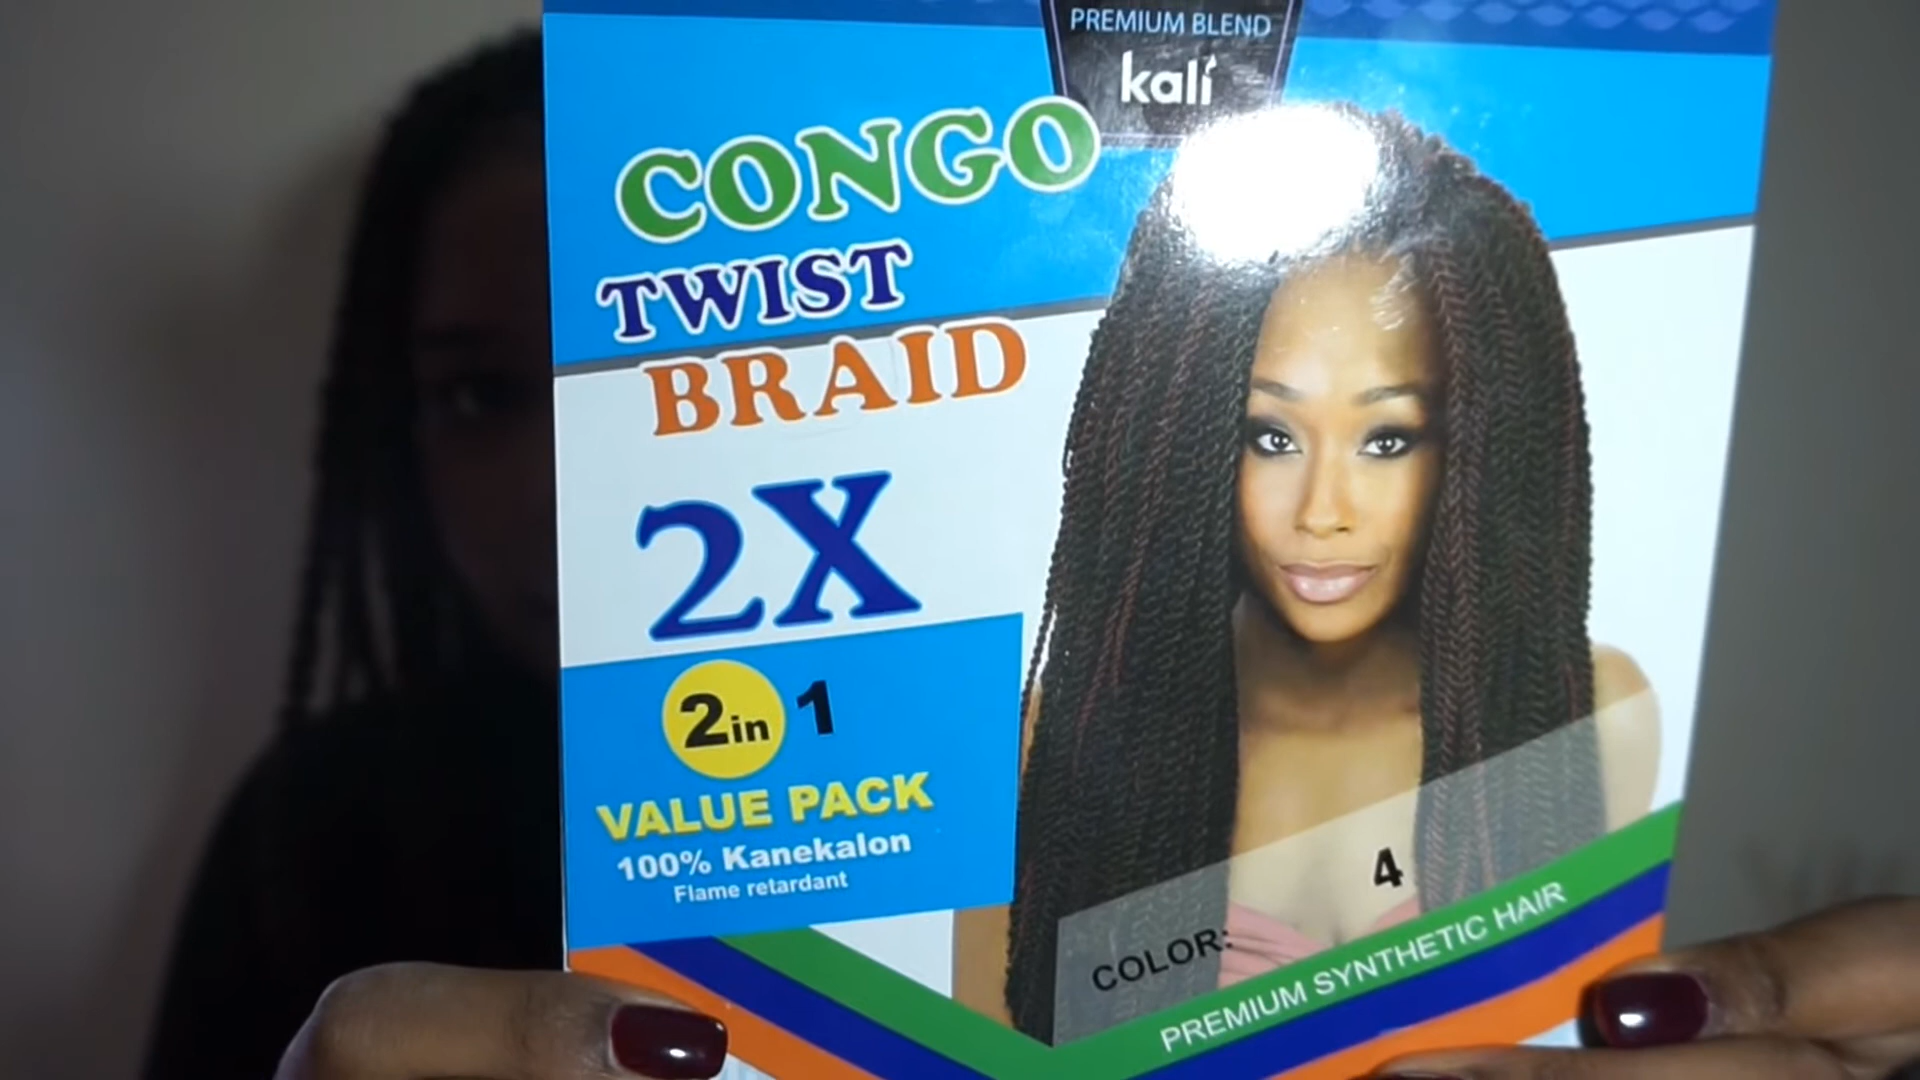 PREMIUM BLEND
kali
CONGO
TWIST
BRAID
2X
2in 1
VALUE PACK
100% Kanekalon
Flame retardant
COLOR: 4
PREMIUM SYNTHETIC HAIR